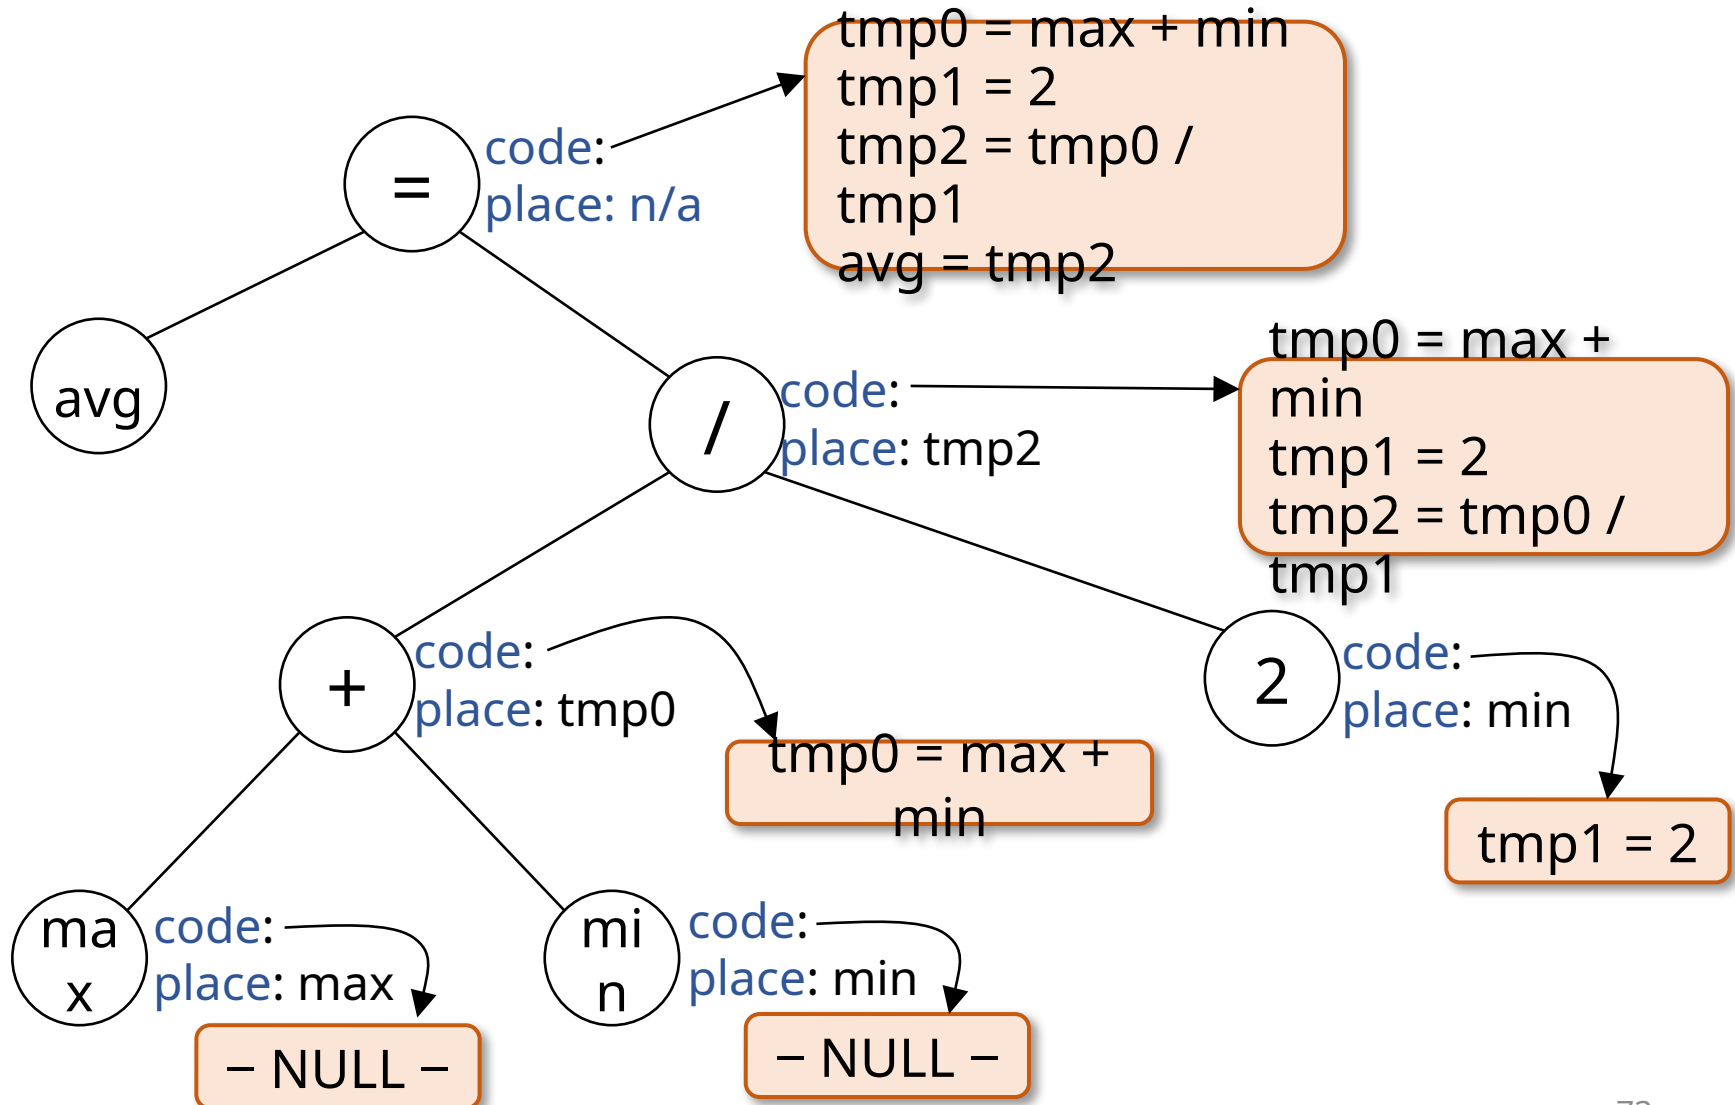 tmp0 = max + min
tmp1 = 2
tmp2 = tmp0 /
tmp1
avg = tmp2
=
code:
place: n/a
avg
/
code:
place: tmp2
tmp0 = max +
min
tmp1 = 2
tmp2 = tmp0 /
tmp1
+
code:
place: tmp0
tmp0 = max +
min
2
code:
place: min
tmp1 = 2
ma
x
code:
place: max
– NULL –
mi
n
code:
place: min
– NULL –